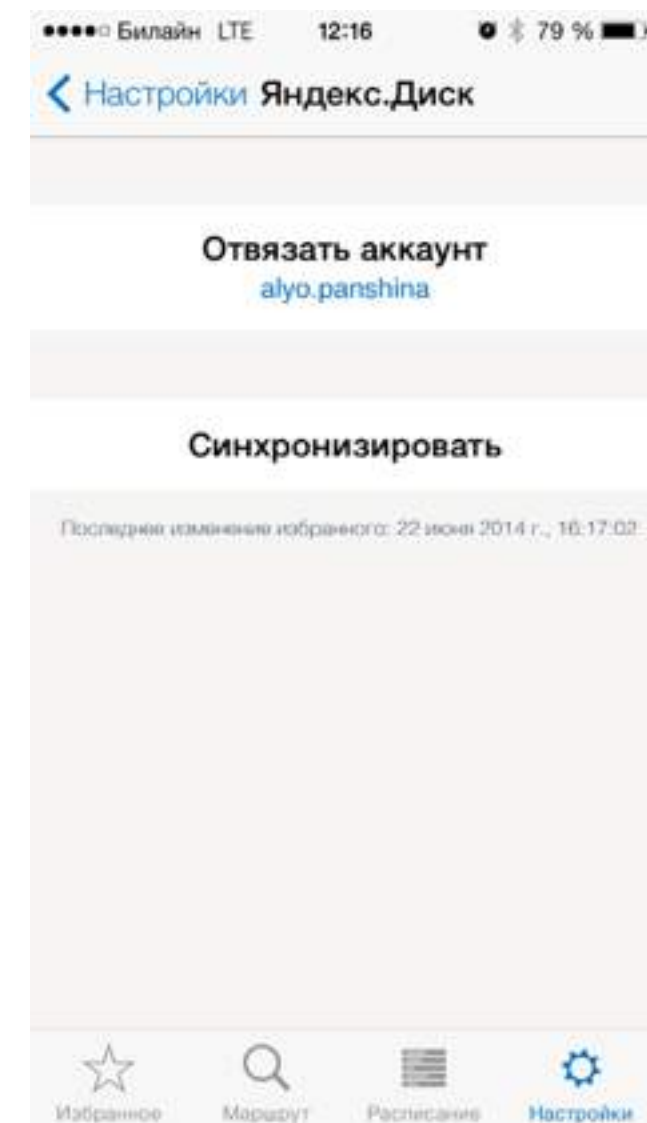 Билайн LTE 12:16 79 %
Настройки Яндекс.Диск
Отвязать аккаунт
alyo.panshina
Синхронизировать
Последнее изменение избранного: 22 июня 2014 г., 16:17:02
Избранное Маршрут Расписание Настройки